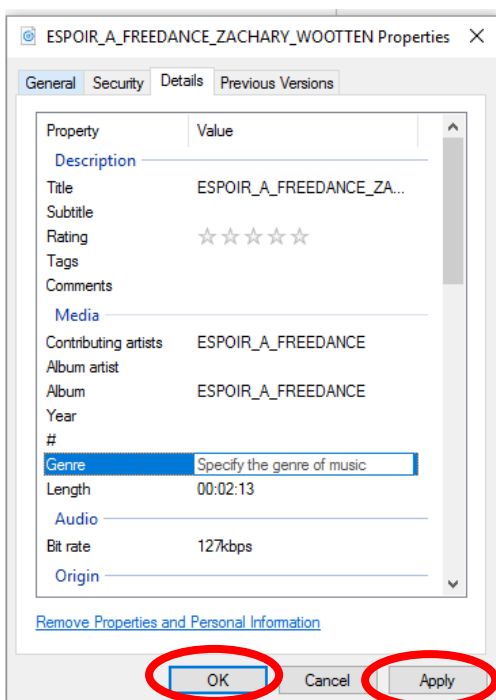 ESPOIR_A_FREEDANCE_ZACHARY_WOOTTEN Properties
General Security Details Previous Versions
Property Value
Description
Title ESPOIR_A_FREEDANCE_ZA...
Subtitle
Rating
Tags
Comments
Media
Contributing artists ESPOIR_A_FREEDANCE
Album artist
Album ESPOIR_A_FREEDANCE
Year
#
Genre Specify the genre of music
Length 00:02:13
Audio
Bit rate 127kbps
Origin
Remove Properties and Personal Information
OK Cancel Apply